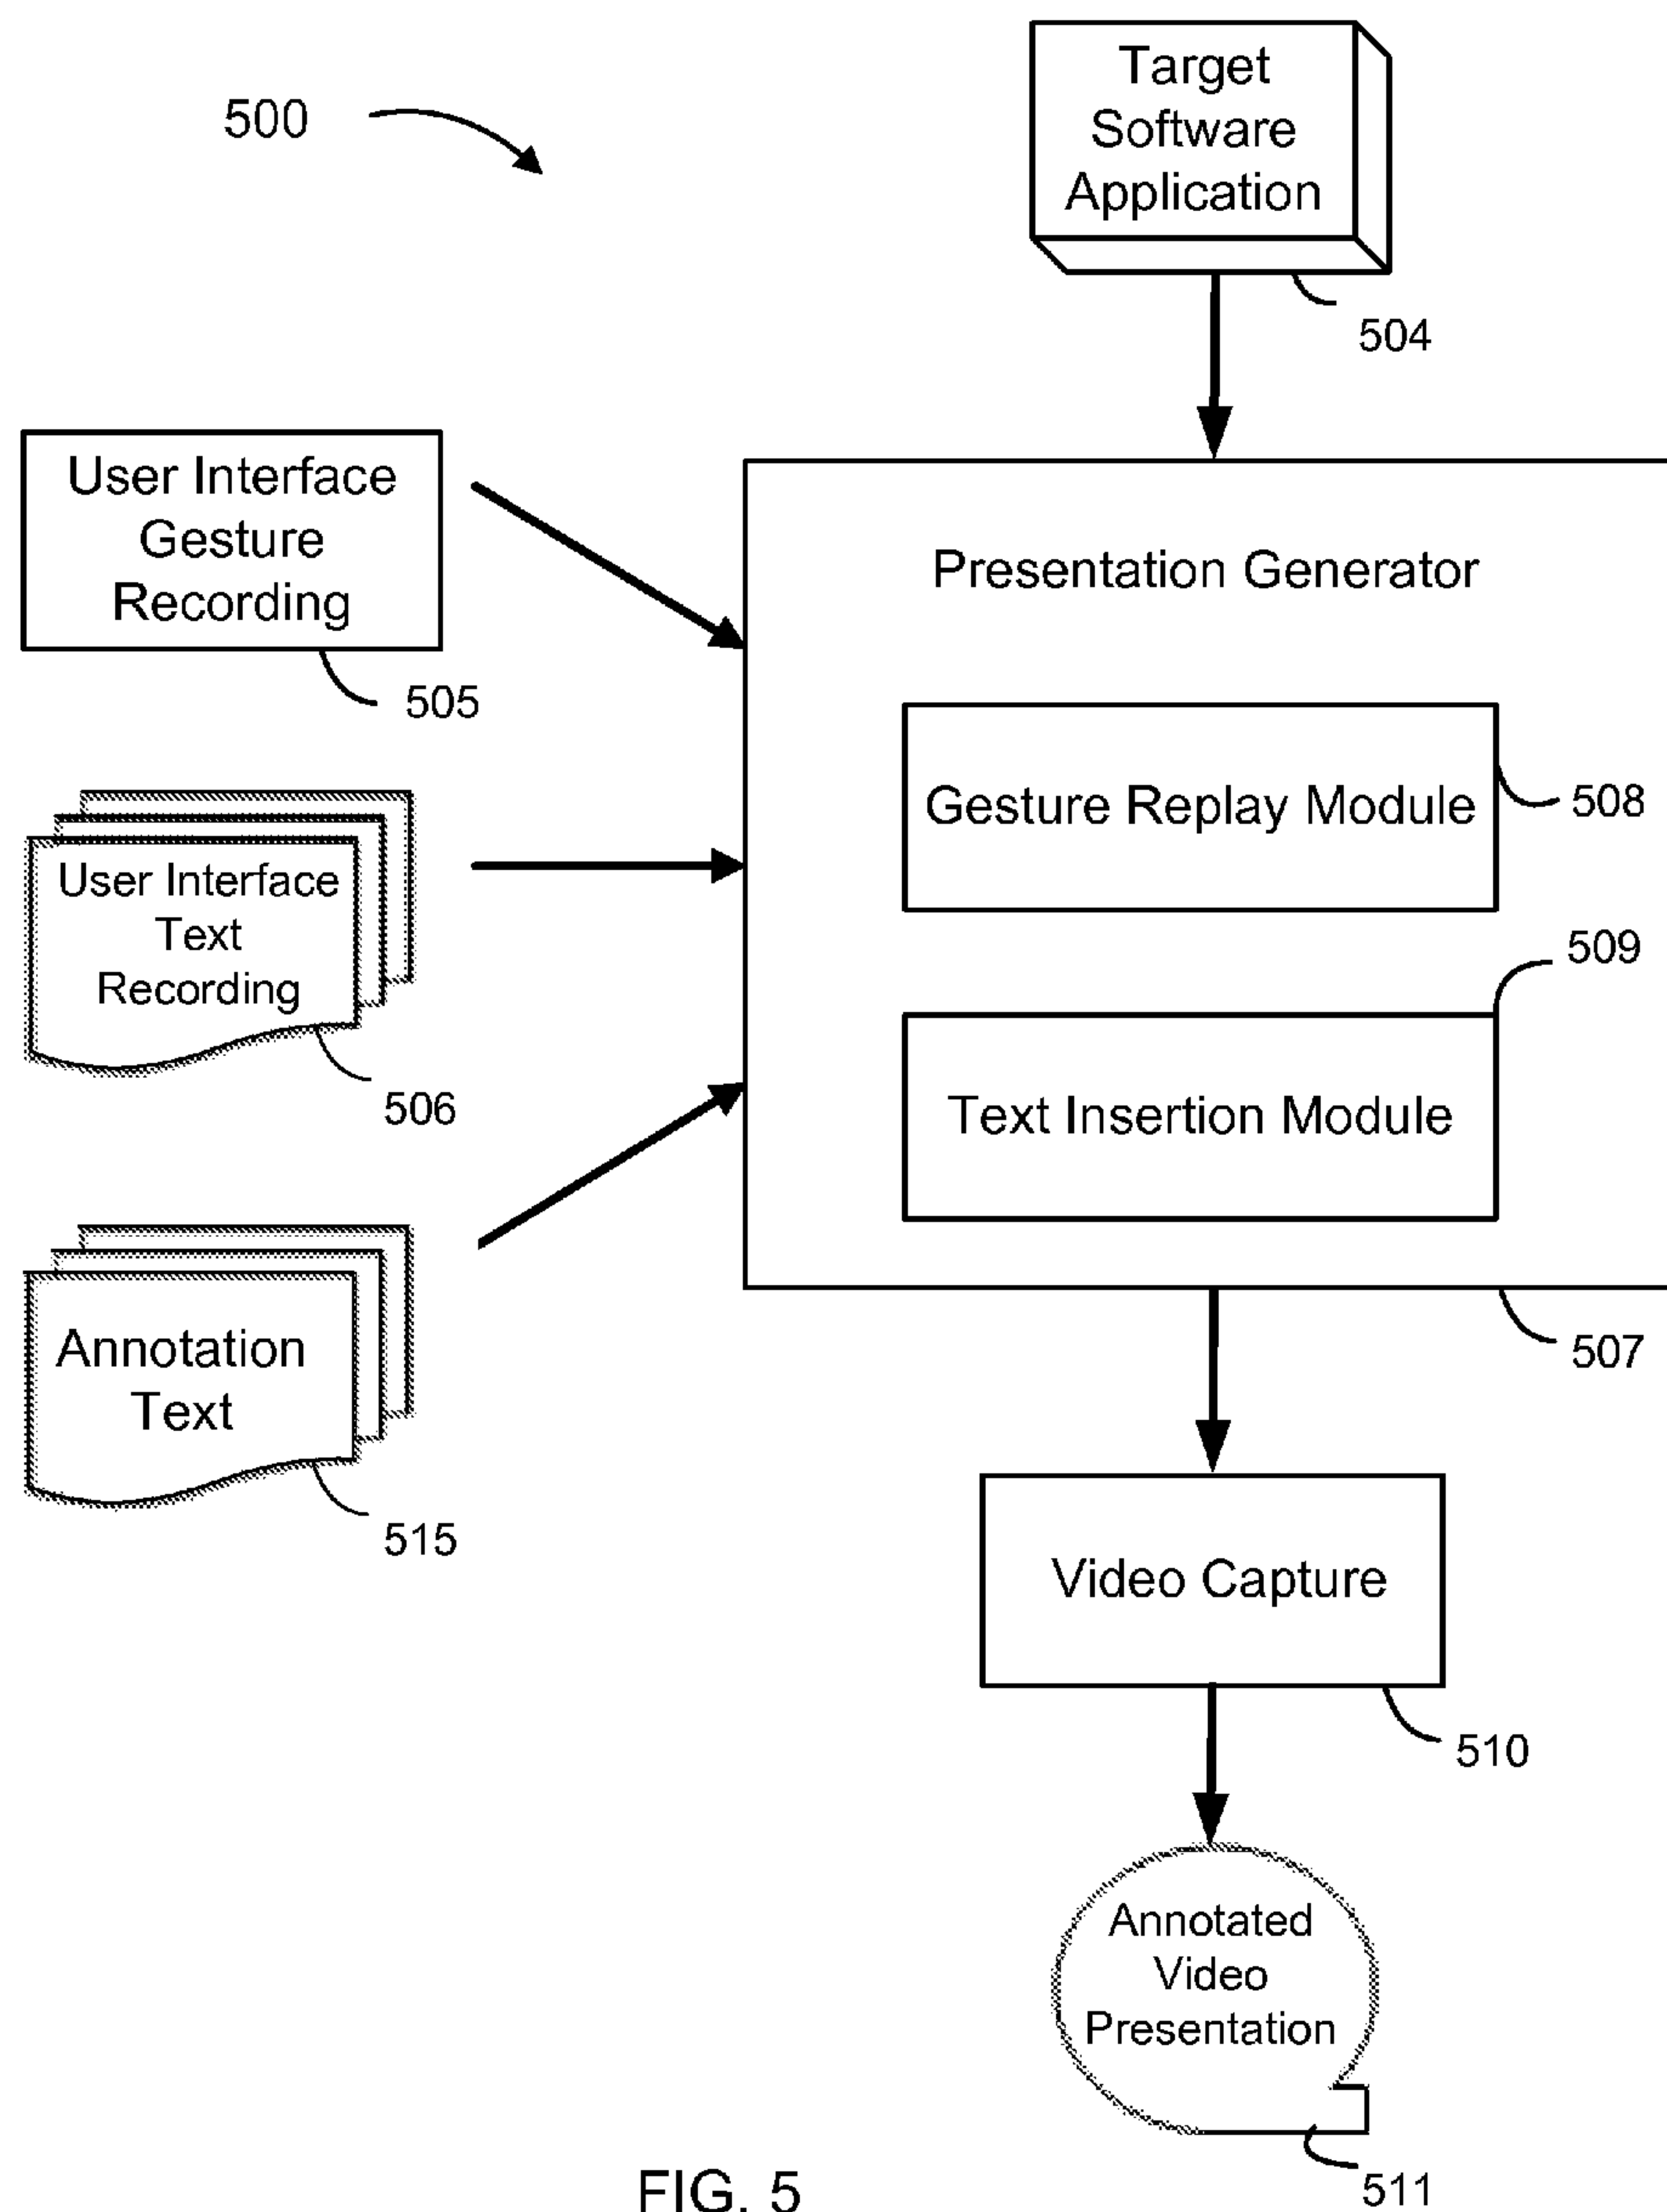 500
Target
Software
Application
504
User Interface
Gesture
Recording
505
Presentation Generator
Gesture Replay Module
508
User Interface
Text
Recording
506
509
Text Insertion Module
507
Annotation
Text
515
Video Capture
510
Annotated
Video
Presentation
511
FIG. 5